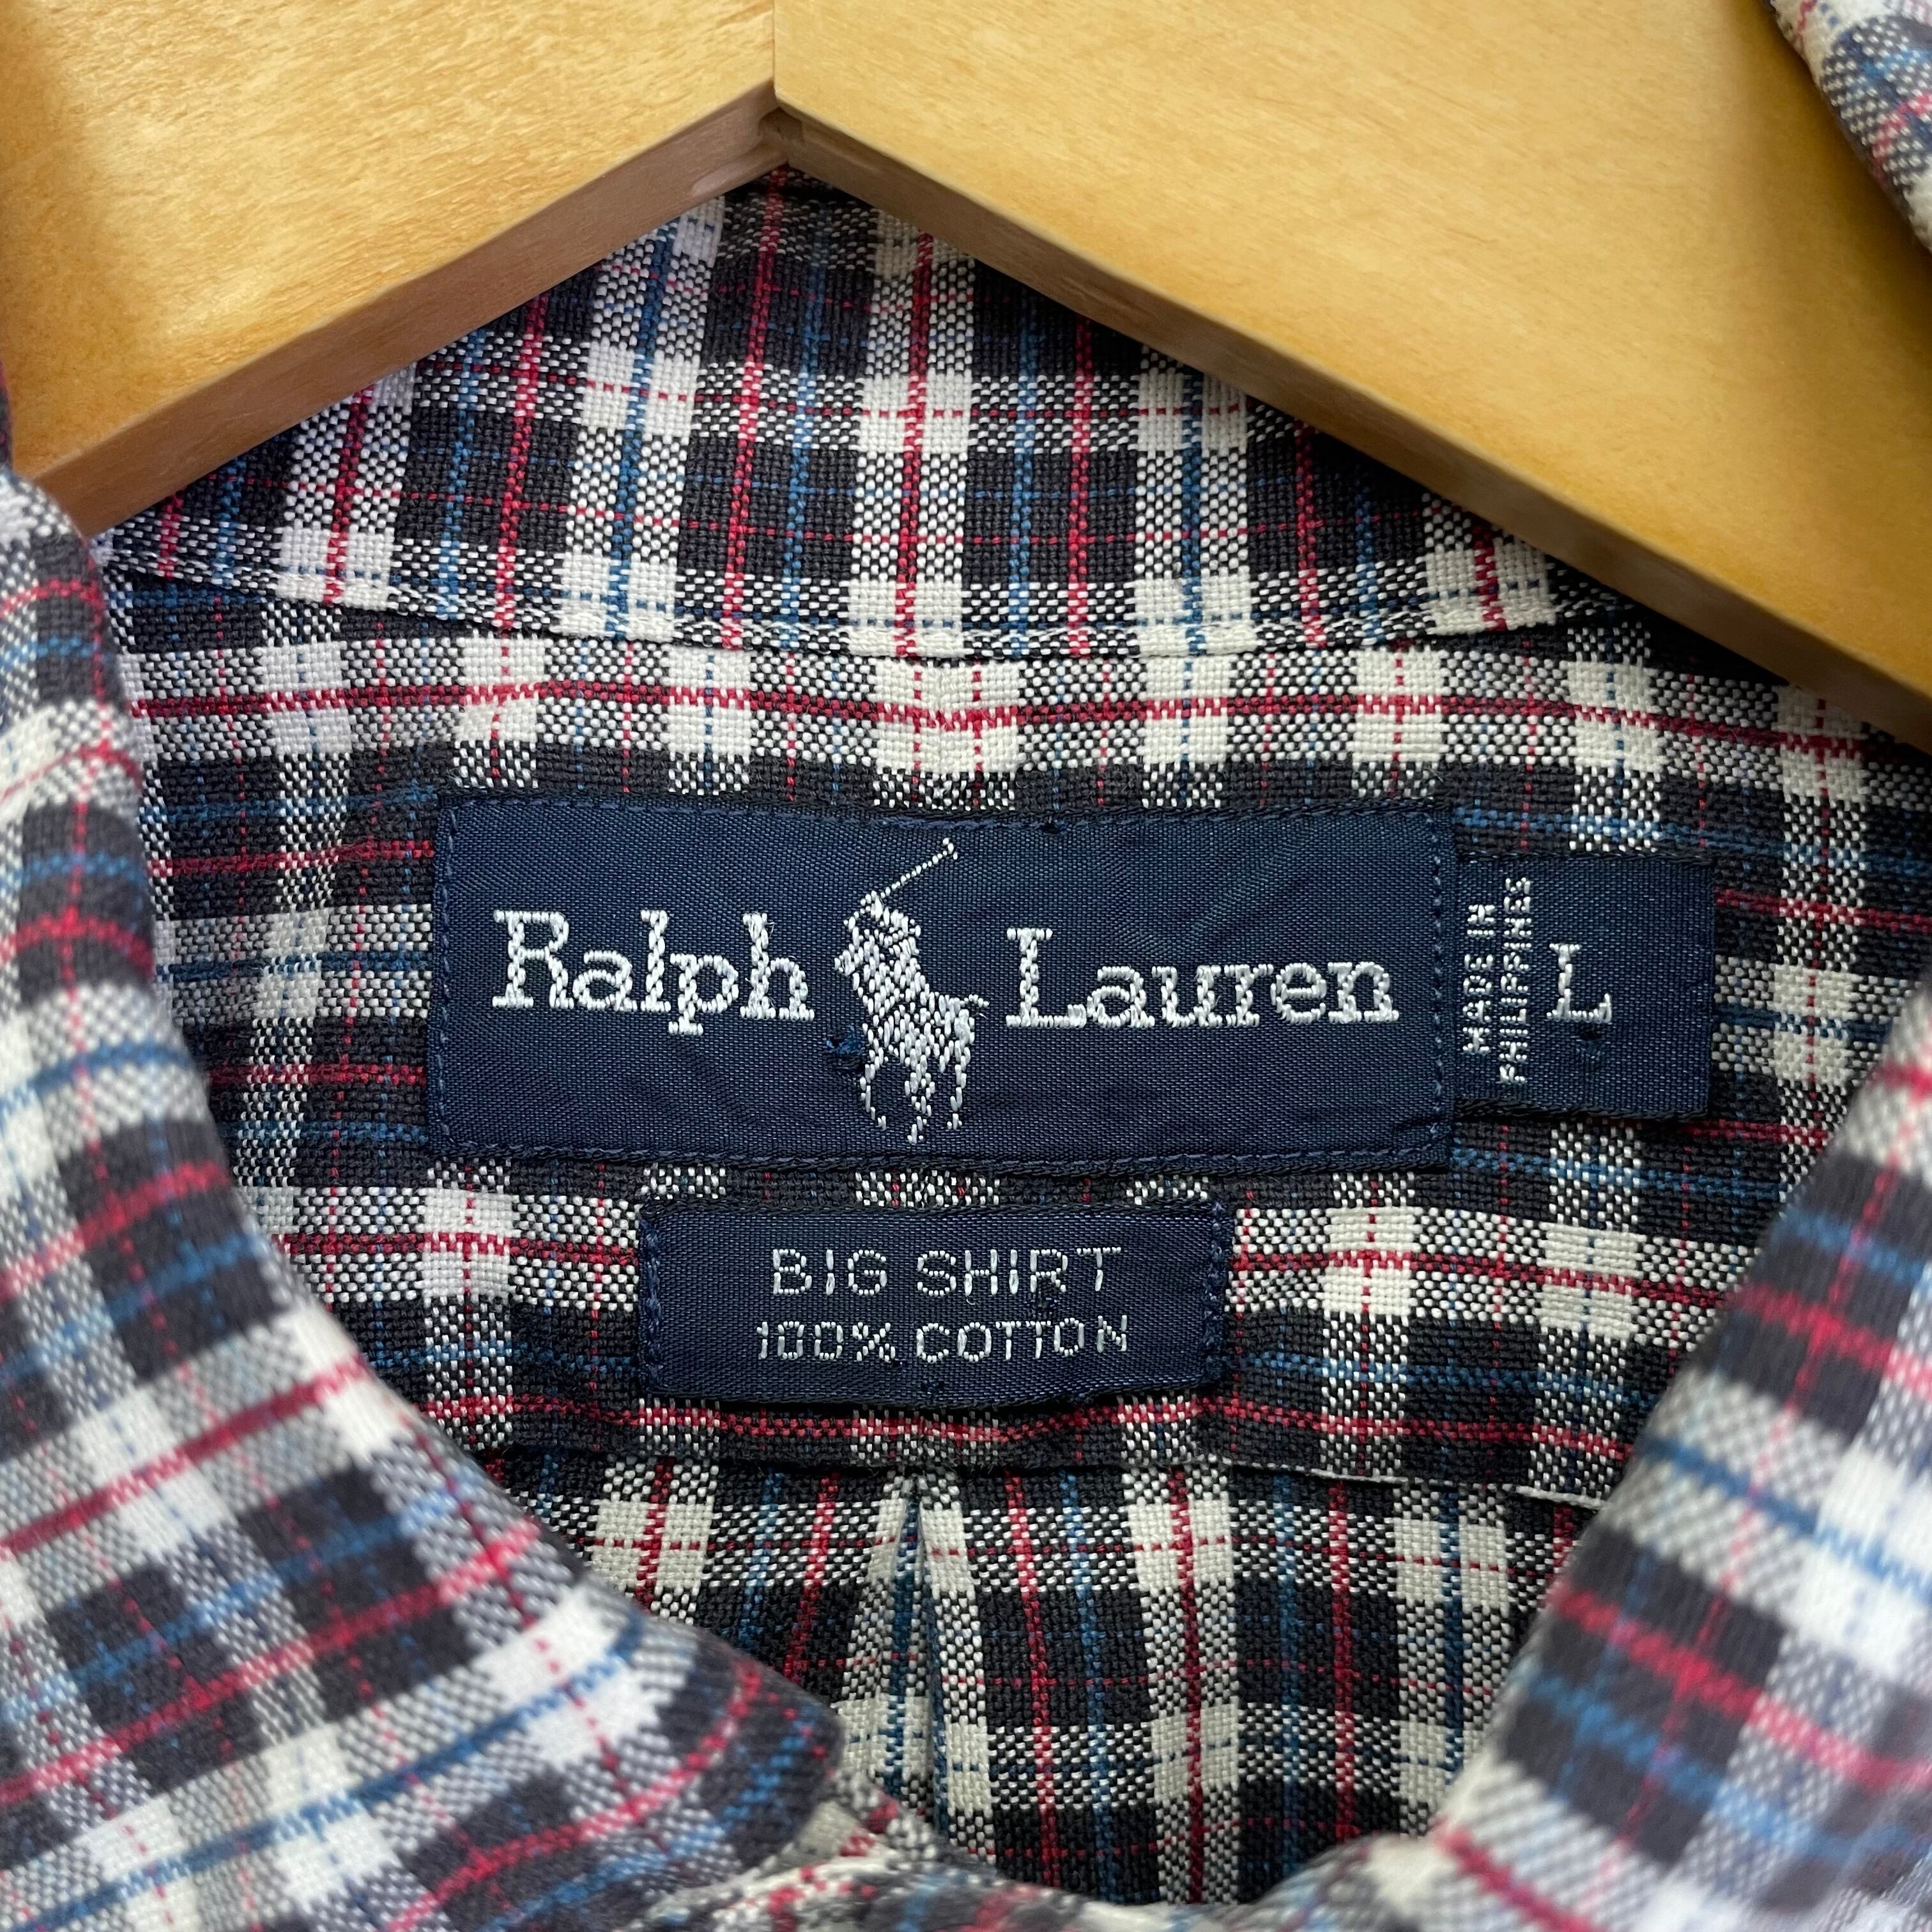 Ralph Lauren
MADE IN
PHILIPPINES
L
BIG SHIRT
100% COTTON